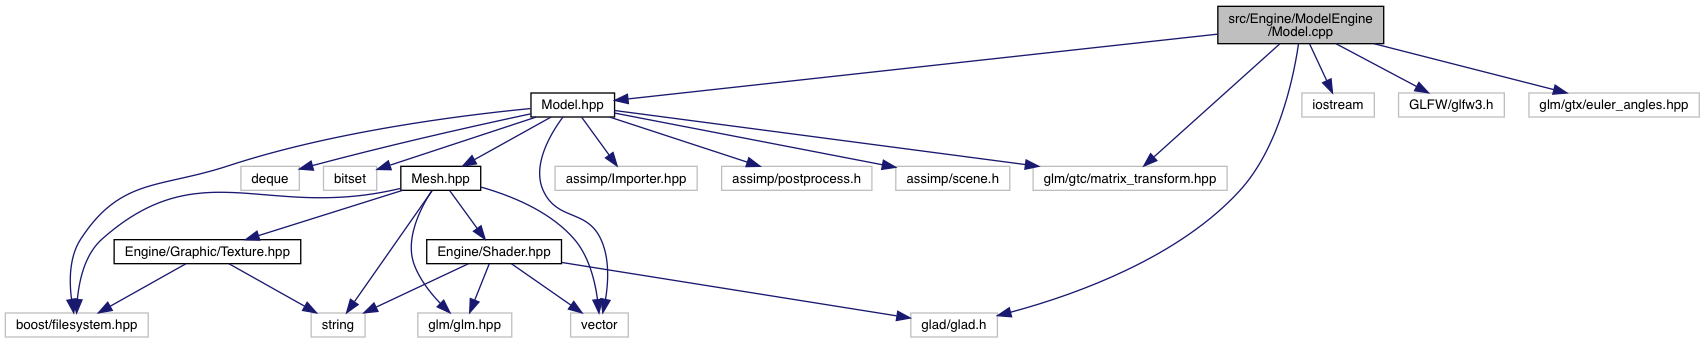 src/Engine/ModelEngine
/Model.cpp
Model.hpp
iostream
GLFW/glfw3.h
glm/gtx/euler_angles.hpp
deque
bitset
Mesh.hpp
assimp/Importer.hpp
assimp/postprocess.h
assimp/scene.h
glm/gtc/matrix_transform.hpp
Engine/Graphic/Texture.hpp
Engine/Shader.hpp
boost/filesystem.hpp
string
glm/glm.hpp
vector
glad/glad.h